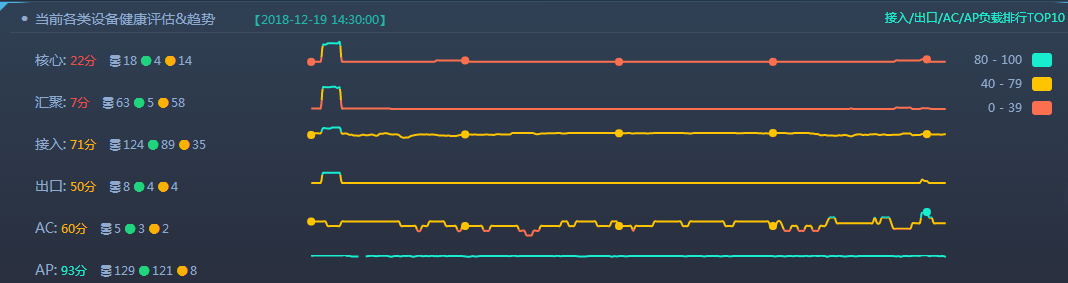 当前各类设备健康评估&趋势 【2018-12-19 14:30:00】 接入/出口/AC/AP负载排行TOP10
核心: 22分 18 4 14
80 - 100
40 - 79
汇聚: 7分 63 5 58
0 - 39
接入: 71分 124 89 35
出口: 50分 8 4 4
AC: 60分 5 3 2
AP: 93分 129 121 8